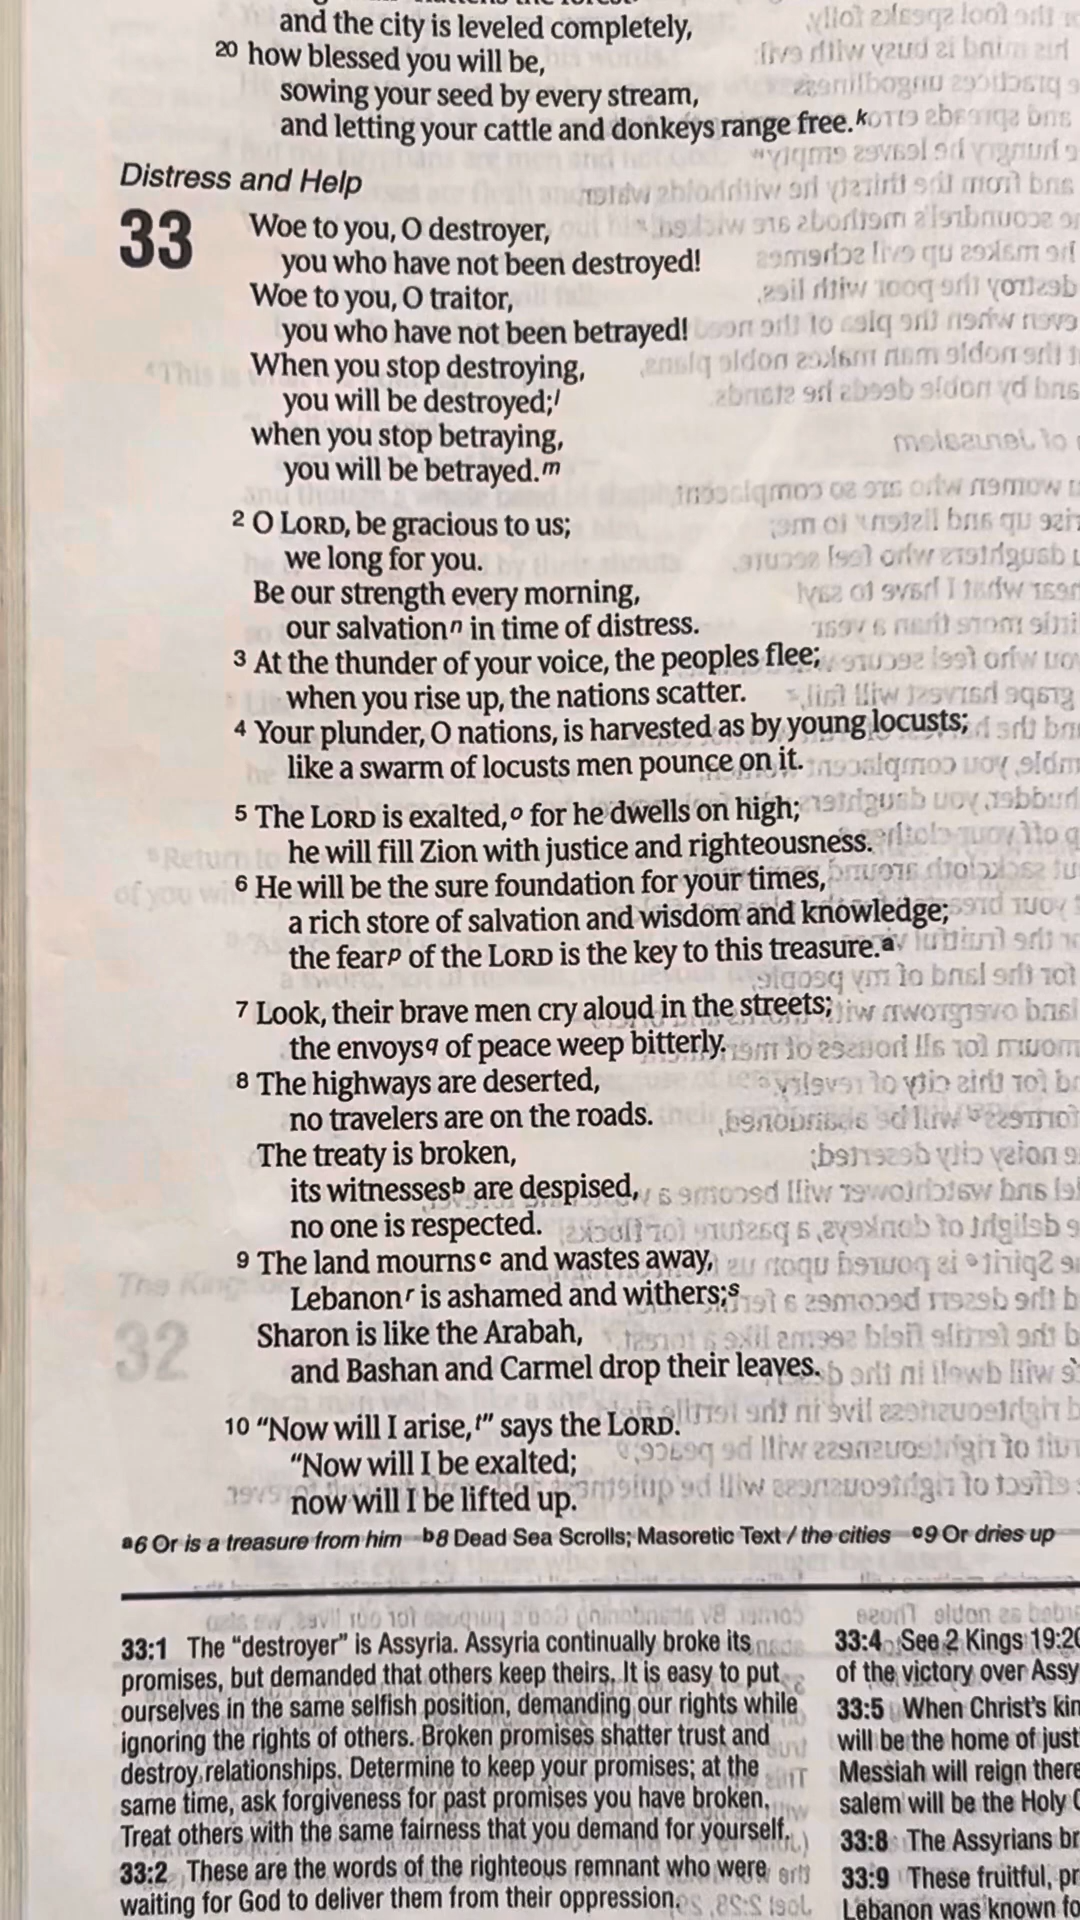 and the city is leveled completely,
20 how blessed you will be,
sowing your seed by every stream,
and letting your cattle and donkeys range free.k
Distress and Help
33 Woe to you, O destroyer,
you who have not been destroyed!
Woe to you, O traitor,
you who have not been betrayed!
When you stop destroying,
you will be destroyed;l
when you stop betraying,
you will be betrayed.m
2 O LORD, be gracious to us;
we long for you.
Be our strength every morning,
our salvationn in time of distress.
3 At the thunder of your voice, the peoples flee;
when you rise up, the nations scatter.
4 Your plunder, O nations, is harvested as by young locusts;
like a swarm of locusts men pounce on it.
5 The LORD is exalted,o for he dwells on high;
he will fill Zion with justice and righteousness.
6 He will be the sure foundation for your times,
a rich store of salvation and wisdom and knowledge;
the fearp of the LORD is the key to this treasure.a
7 Look, their brave men cry aloud in the streets;
the envoysq of peace weep bitterly.
8 The highways are deserted,
no travelers are on the roads.
The treaty is broken,
its witnessesb are despised,
no one is respected.
9 The land mournsc and wastes away,
Lebanonr is ashamed and withers;s
Sharon is like the Arabah,
and Bashan and Carmel drop their leaves.
10 “Now will I arise,t” says the LORD.
“Now will I be exalted;
now will I be lifted up.
a6 Or is a treasure from him b8 Dead Sea Scrolls; Masoretic Text / the cities c9 Or dries up
33:1 The “destroyer” is Assyria. Assyria continually broke its
promises, but demanded that others keep theirs. It is easy to put
ourselves in the same selfish position, demanding our rights while
ignoring the rights of others. Broken promises shatter trust and
destroy relationships. Determine to keep your promises; at the
same time, ask forgiveness for past promises you have broken.
Treat others with the same fairness that you demand for yourself.
33:2 These are the words of the righteous remnant who were
waiting for God to deliver them from their oppression.
33:4 See 2 Kings 19:20
of the victory over Assy
33:5 When Christ's kin
will be the home of just
Messiah will reign there
salem will be the Holy C
33:8 The Assyrians br
33:9 These fruitful, pr
Lebanon was known fo